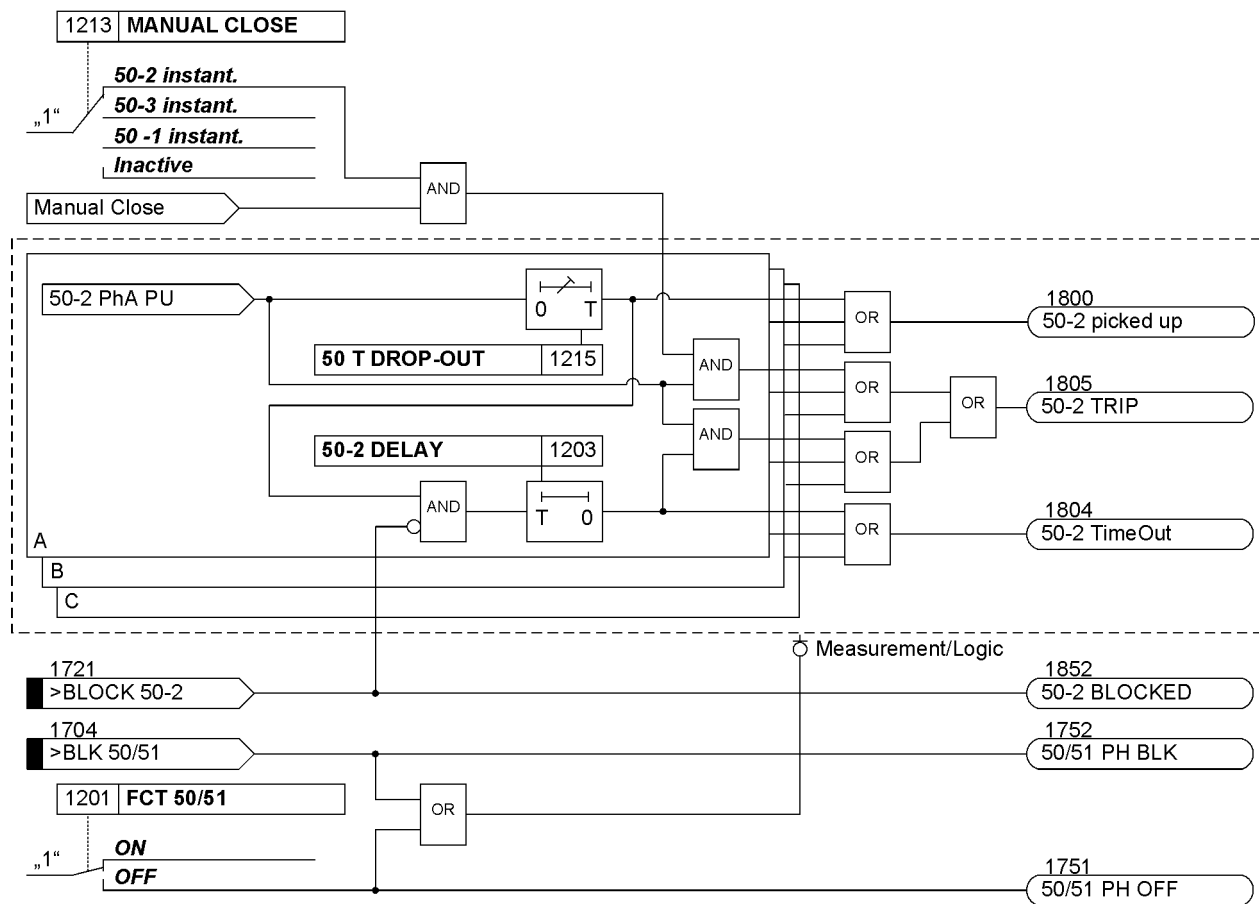 1213 MANUAL CLOSE
50-2 instant.
„1“
50-3 instant.
50 -1 instant.
Inactive
AND
Manual Close
50-2 PhA PU
0 T
OR
1800
50-2 picked up
50 T DROP-OUT 1215
AND
OR
OR
1805
50-2 TRIP
50-2 DELAY 1203
AND
OR
AND
T 0
OR
1804
50-2 TimeOut
A
B
C
Measurement/Logic
1721
>BLOCK 50-2
1852
50-2 BLOCKED
1704
>BLK 50/51
1752
50/51 PH BLK
1201 FCT 50/51
OR
„1“
ON
OFF
1751
50/51 PH OFF